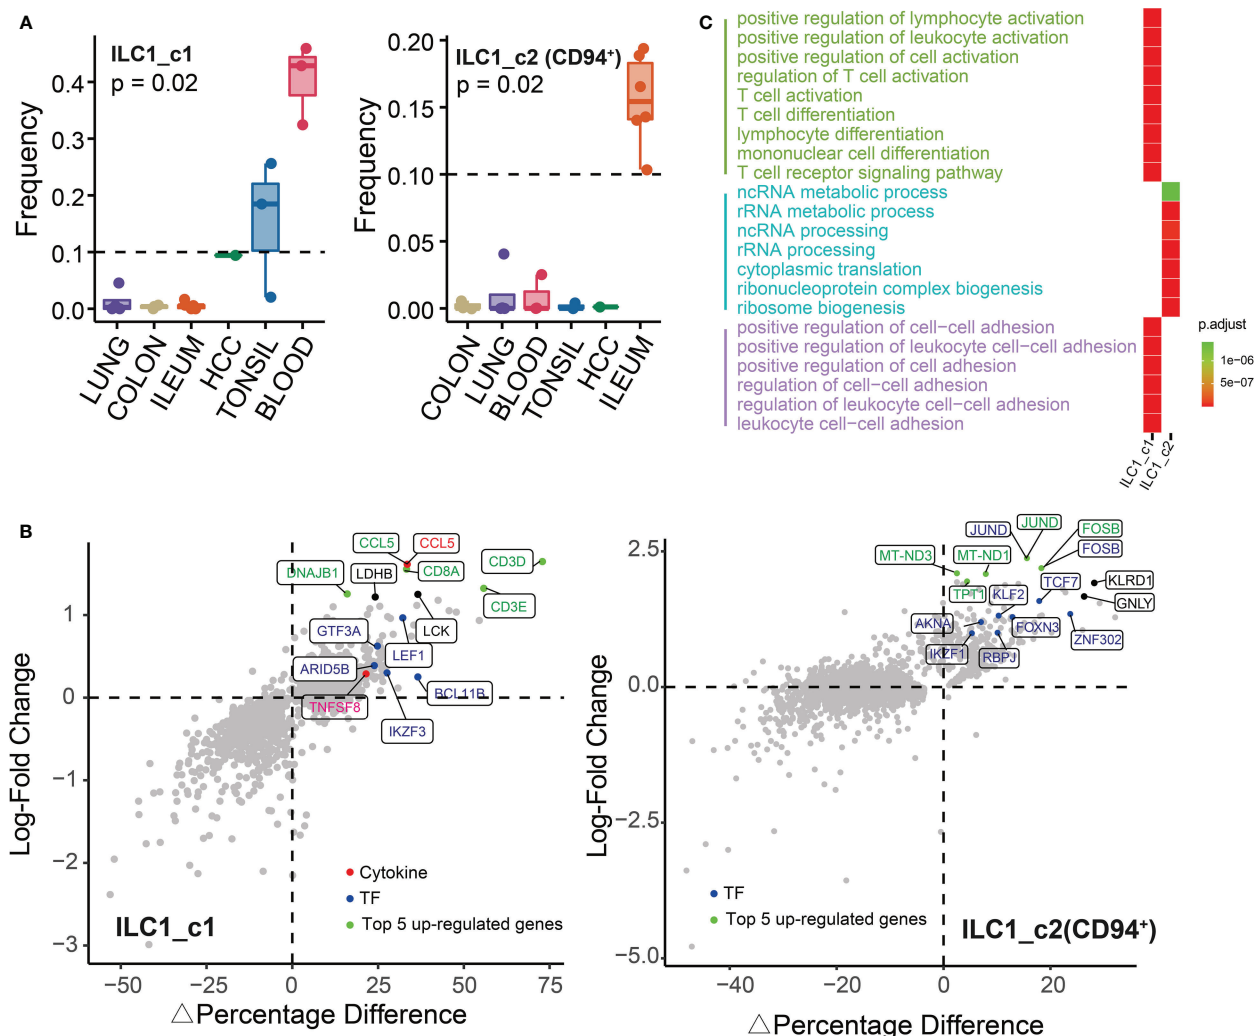 A
ILC1_c1
p = 0.02
Frequency
0.4
0.3
0.2
0.1
0.0
LUNG
COLON
ILEUM
HCC
TONSIL
BLOOD
ILC1_c2 (CD94+)
p = 0.02
Frequency
0.20
0.15
0.10
0.05
0.00
COLON
LUNG
BLOOD
TONSIL
HCC
ILEUM
C
positive regulation of lymphocyte activation
positive regulation of leukocyte activation
positive regulation of cell activation
regulation of T cell activation
T cell activation
T cell differentiation
lymphocyte differentiation
mononuclear cell differentiation
T cell receptor signaling pathway
ncRNA metabolic process
rRNA metabolic process
ncRNA processing
rRNA processing
cytoplasmic translation
ribonucleoprotein complex biogenesis
ribosome biogenesis
positive regulation of cell−cell adhesion
positive regulation of leukocyte cell−cell adhesion
positive regulation of cell adhesion
regulation of cell−cell adhesion
regulation of leukocyte cell−cell adhesion
leukocyte cell−cell adhesion
ILC1_c1
ILC1_c2
p.adjust
1e−06
5e−07
B
Log-Fold Change
1
0
−1
−2
−3
CCL5
CCL5
CD3D
DNAJB1
LDHB
CD8A
CD3E
GTF3A
LCK
LEF1
ARID5B
BCL11B
TNFSF8
IKZF3
Cytokine
TF
Top 5 up-regulated genes
ILC1_c1
−50
−25
0
25
50
75
△Percentage Difference
Log-Fold Change
2.5
0.0
−2.5
−5.0
JUND
JUND
FOSB
FOSB
MT-ND3
MT-ND1
TCF7
KLRD1
TPT1
KLF2
GNLY
AKNA
FOXN3
ZNF302
IKZF1
RBPJ
TF
Top 5 up-regulated genes
ILC1_c2(CD94+)
−40
−20
0
20
△Percentage Difference